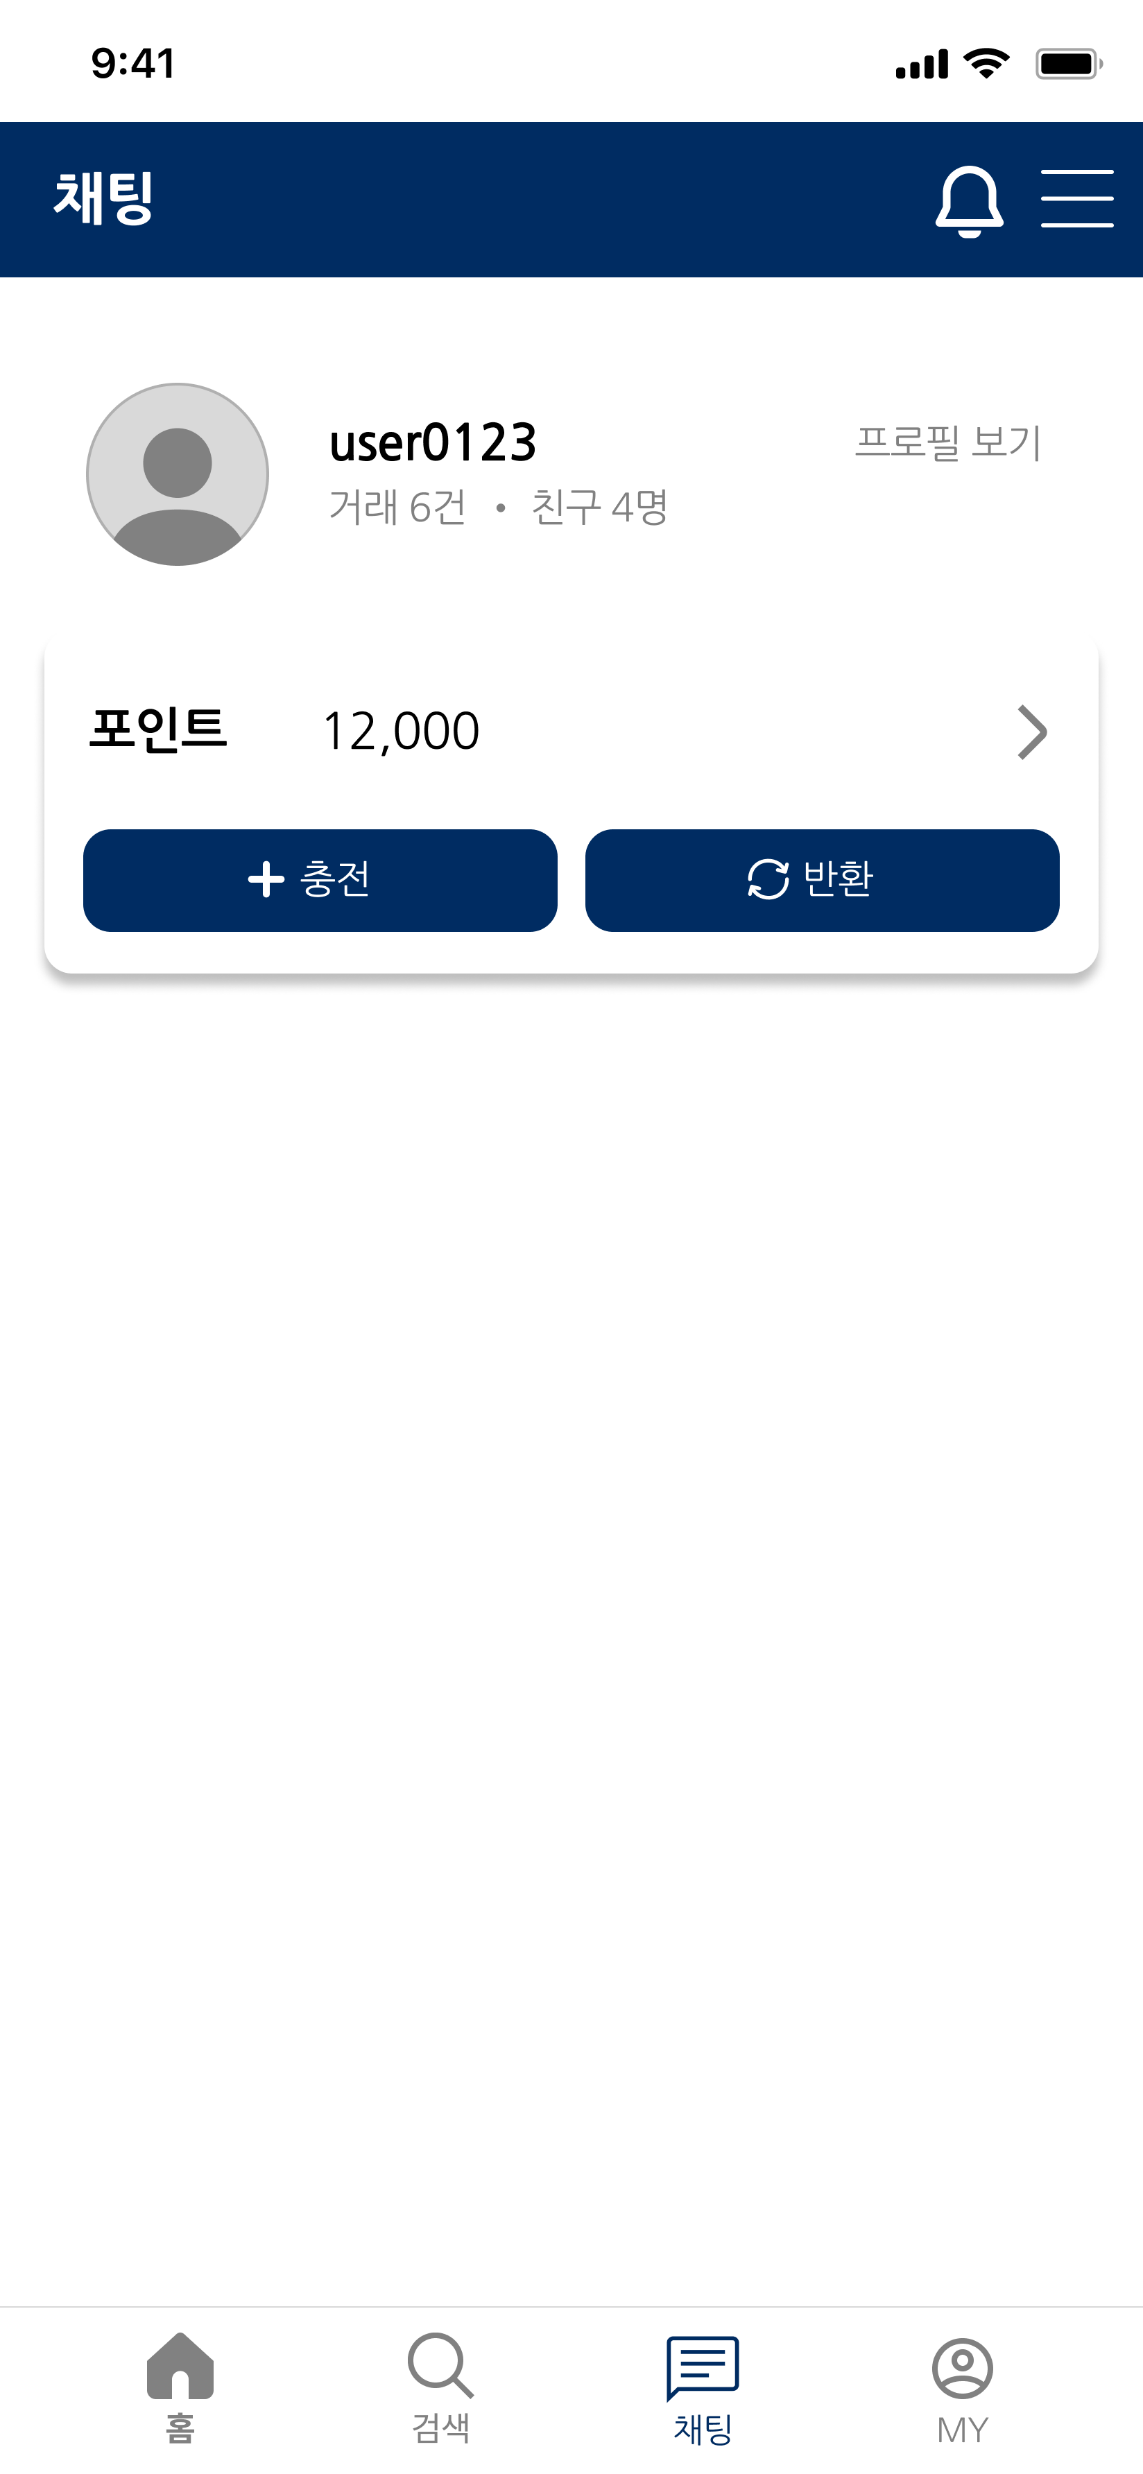 9:41
채팅
user0123
프로필 보기
거래 6건 • 친구 4명
포인트 12,000
충전 반환
홈 검색 채팅 MY